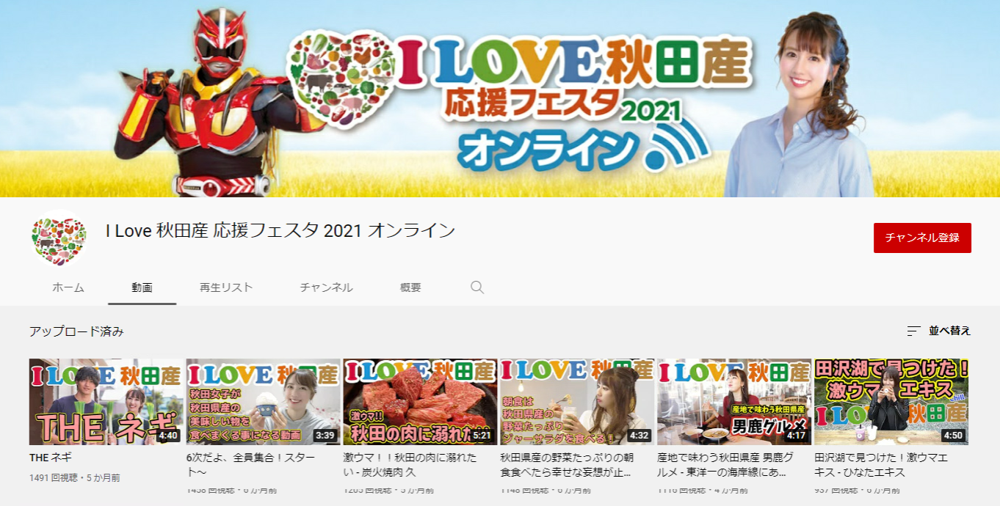 I LOVE 秋田産
応援フェスタ 2021
オンライン
I Love 秋田産 応援フェスタ 2021 オンライン
チャンネル登録
ホーム 動画 再生リスト チャンネル 概要
アップロード済み
並べ替え
I LOVE 秋田産
THE ネギ
4:40
THE ネギ
1491 回視聴・5 か月前
I LOVE 秋田産
秋田女子が
秋田県産の
美味しい物を
食べまくる事になる動画
3:39
6次だよ、全員集合！スター
ト～
1458 回視聴・6 か月前
I LOVE 秋田産
激ウマ!!
秋田の肉に溺れた
5:21
激ウマ！！秋田の肉に溺れた
い - 炭火焼肉 久
1205 回視聴・5 か月前
I LOVE 秋田産
朝食は
秋田県産の
野菜たっぷり
ジャーサラダを食べる！
4:32
秋田県産の野菜たっぷりの朝
食食べたら幸せな妄想が止...
1148 回視聴・6 か月前
I LOVE 秋田産
産地で味わう秋田県産
男鹿グルメ
4:17
産地で味わう秋田県産 男鹿グ
ルメ - 東洋一の海岸線にあ...
1116 回視聴・4 か月前
田沢湖で見つけた！
激ウマ エキス
chill
I LO 秋田産
4:50
田沢湖で見つけた！激ウマエ
キス - ひなたエキス
937 回視聴・6 か月前